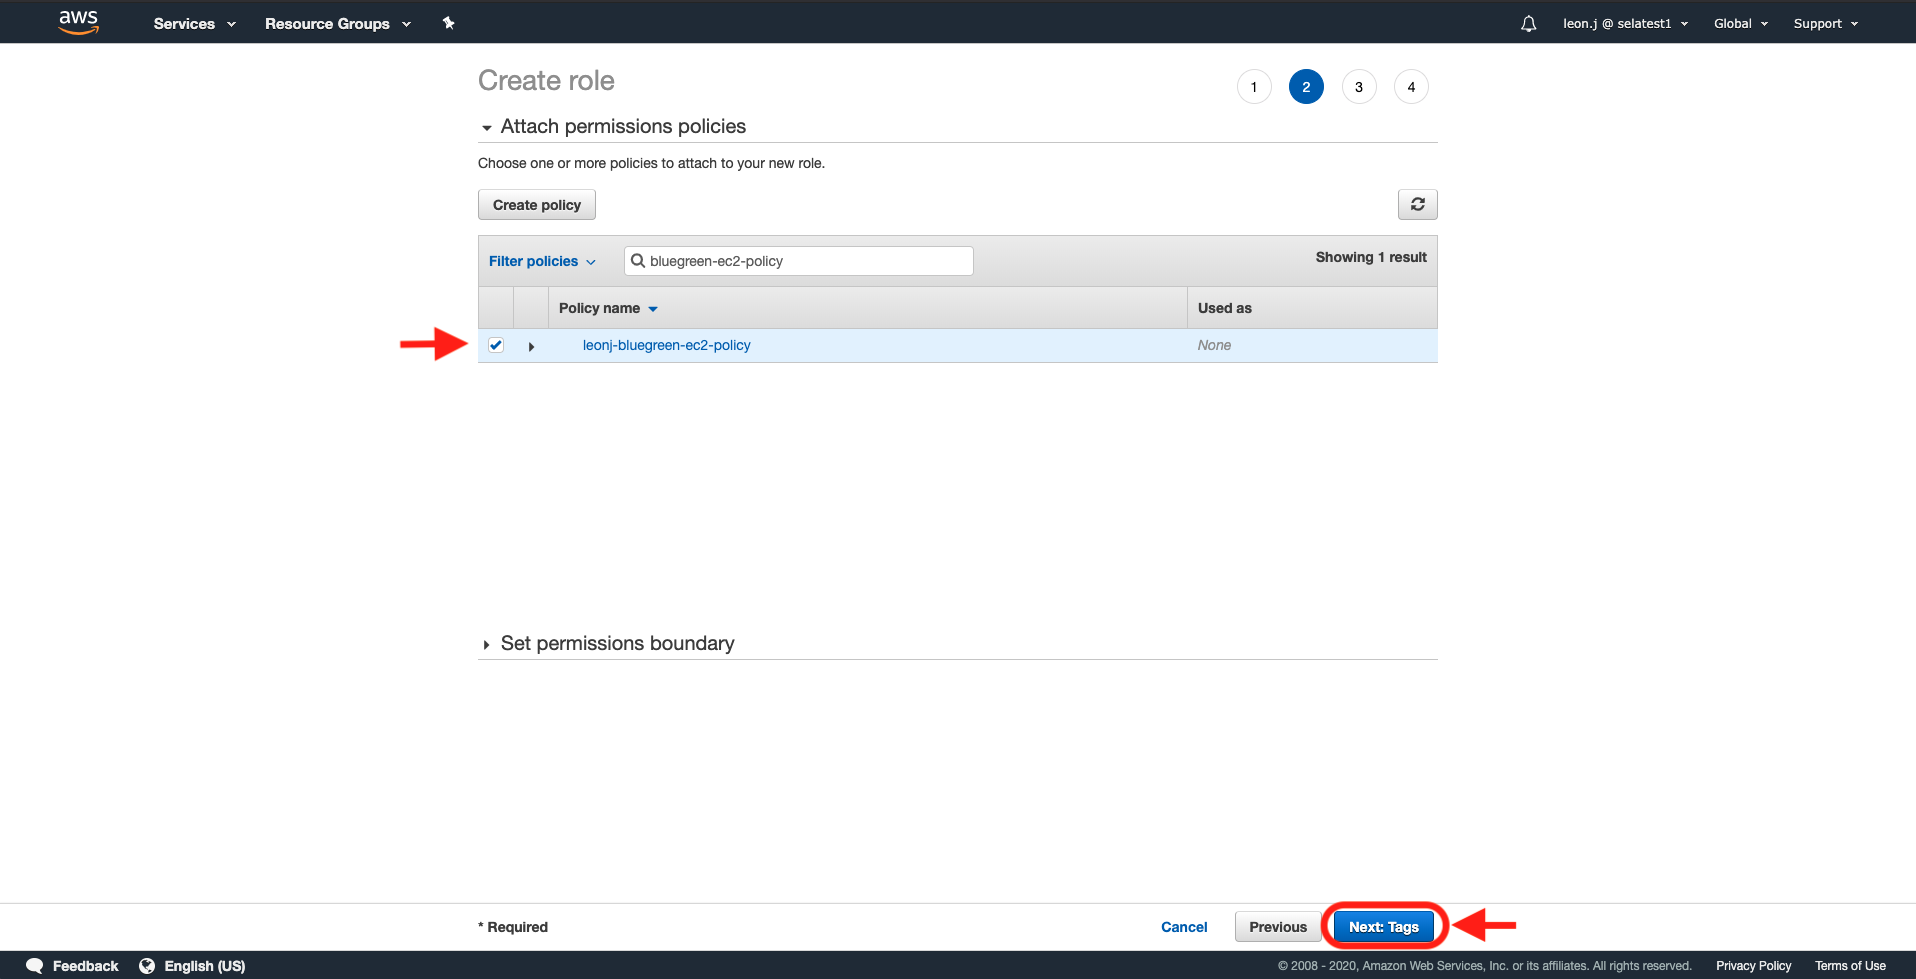 aws Services Resource Groups leon.j @ selatest1 Global Support
Create role 1 2 3 4
Attach permissions policies
Choose one or more policies to attach to your new role.
Create policy
Filter policies bluegreen-ec2-policy Showing 1 result
Policy name Used as
leonj-bluegreen-ec2-policy None
Set permissions boundary
* Required Cancel Previous Next: Tags
Feedback English (US) © 2008 - 2020, Amazon Web Services, Inc. or its affiliates. All rights reserved. Privacy Policy Terms of Use